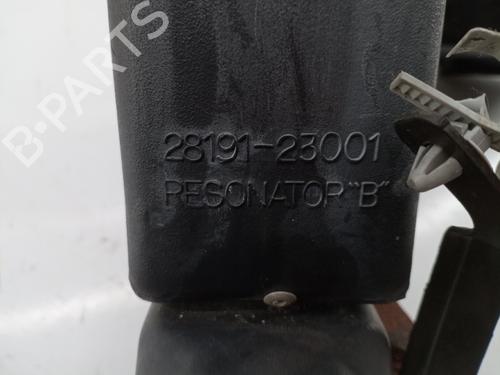 B-PARTS
28191-23001
RESONATOR "B"